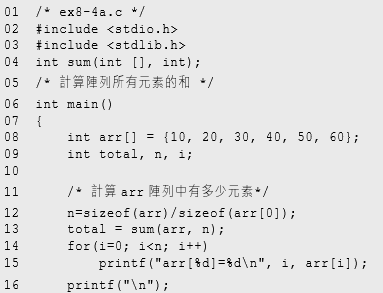 01 /* ex8-4a.c */
02 #include <stdio.h>
03 #include <stdlib.h>
04 int sum(int [], int);
05 /* 計算陣列所有元素的和 */
06 int main()
07 {
08     int arr[] = {10, 20, 30, 40, 50, 60};
09     int total, n, i;
10
11     /* 計算 arr 陣列中有多少元素*/
12     n=sizeof(arr)/sizeof(arr[0]);
13     total = sum(arr, n);
14     for(i=0; i<n; i++)
15         printf("arr[%d]=%d\n", i, arr[i]);
16     printf("\n");